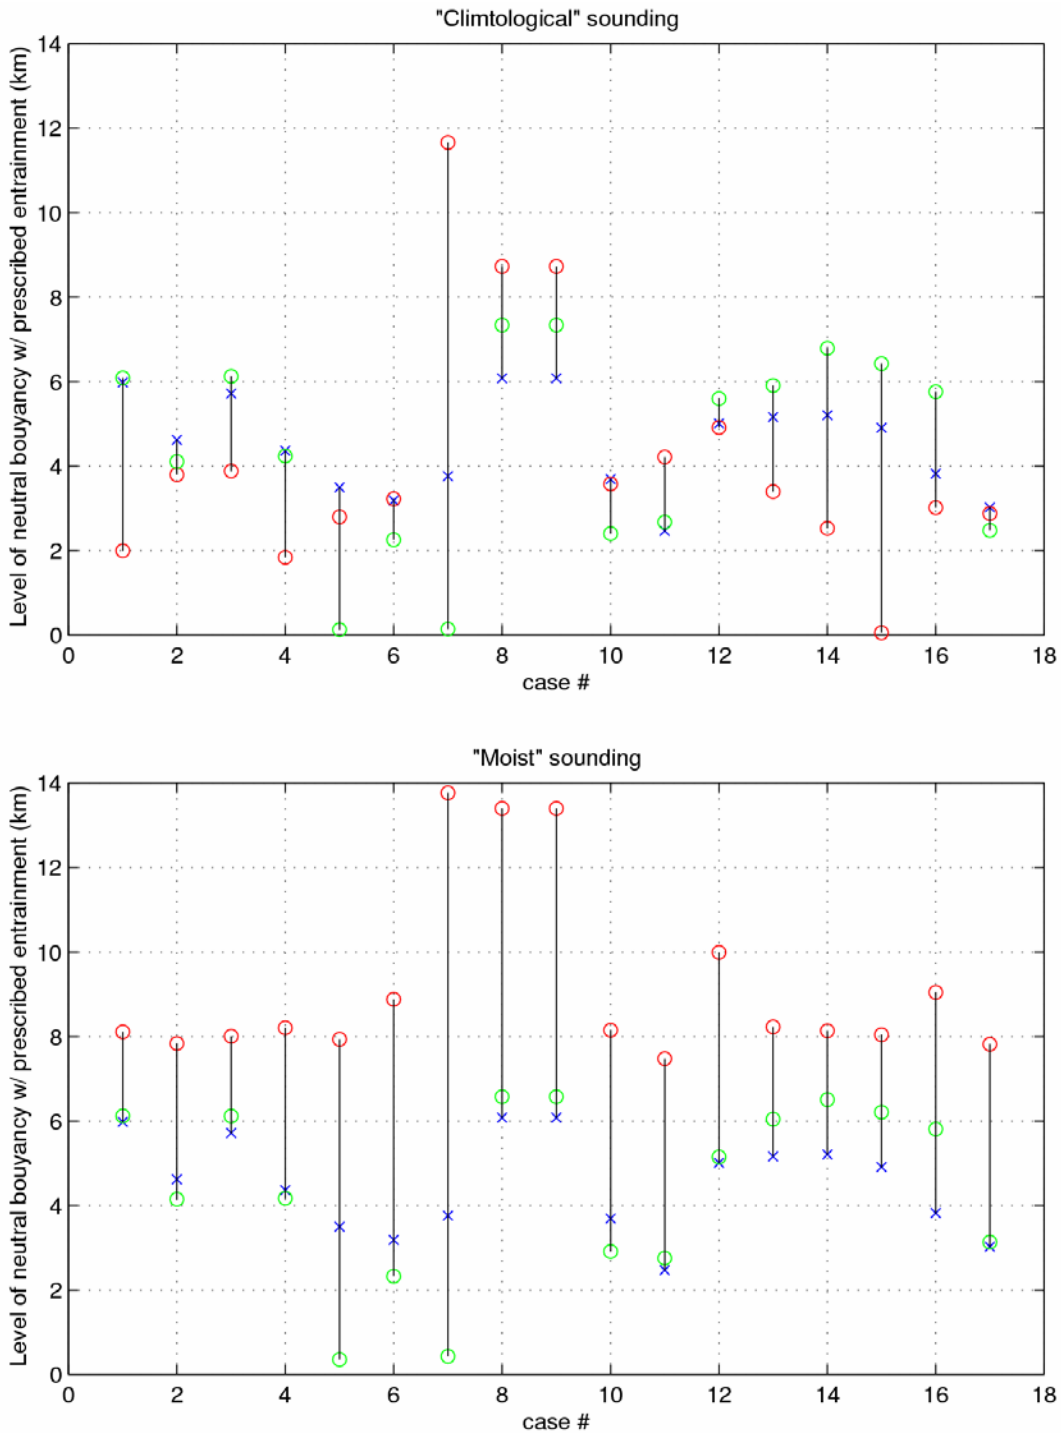 "Climtological" sounding
Level of neutral bouyancy w/ prescribed entrainment (km)
14
12
10
8
6
4
2
0
0 2 4 6 8 10 12 14 16 18
case #
"Moist" sounding
Level of neutral bouyancy w/ prescribed entrainment (km)
14
12
10
8
6
4
2
0
0 2 4 6 8 10 12 14 16 18
case #